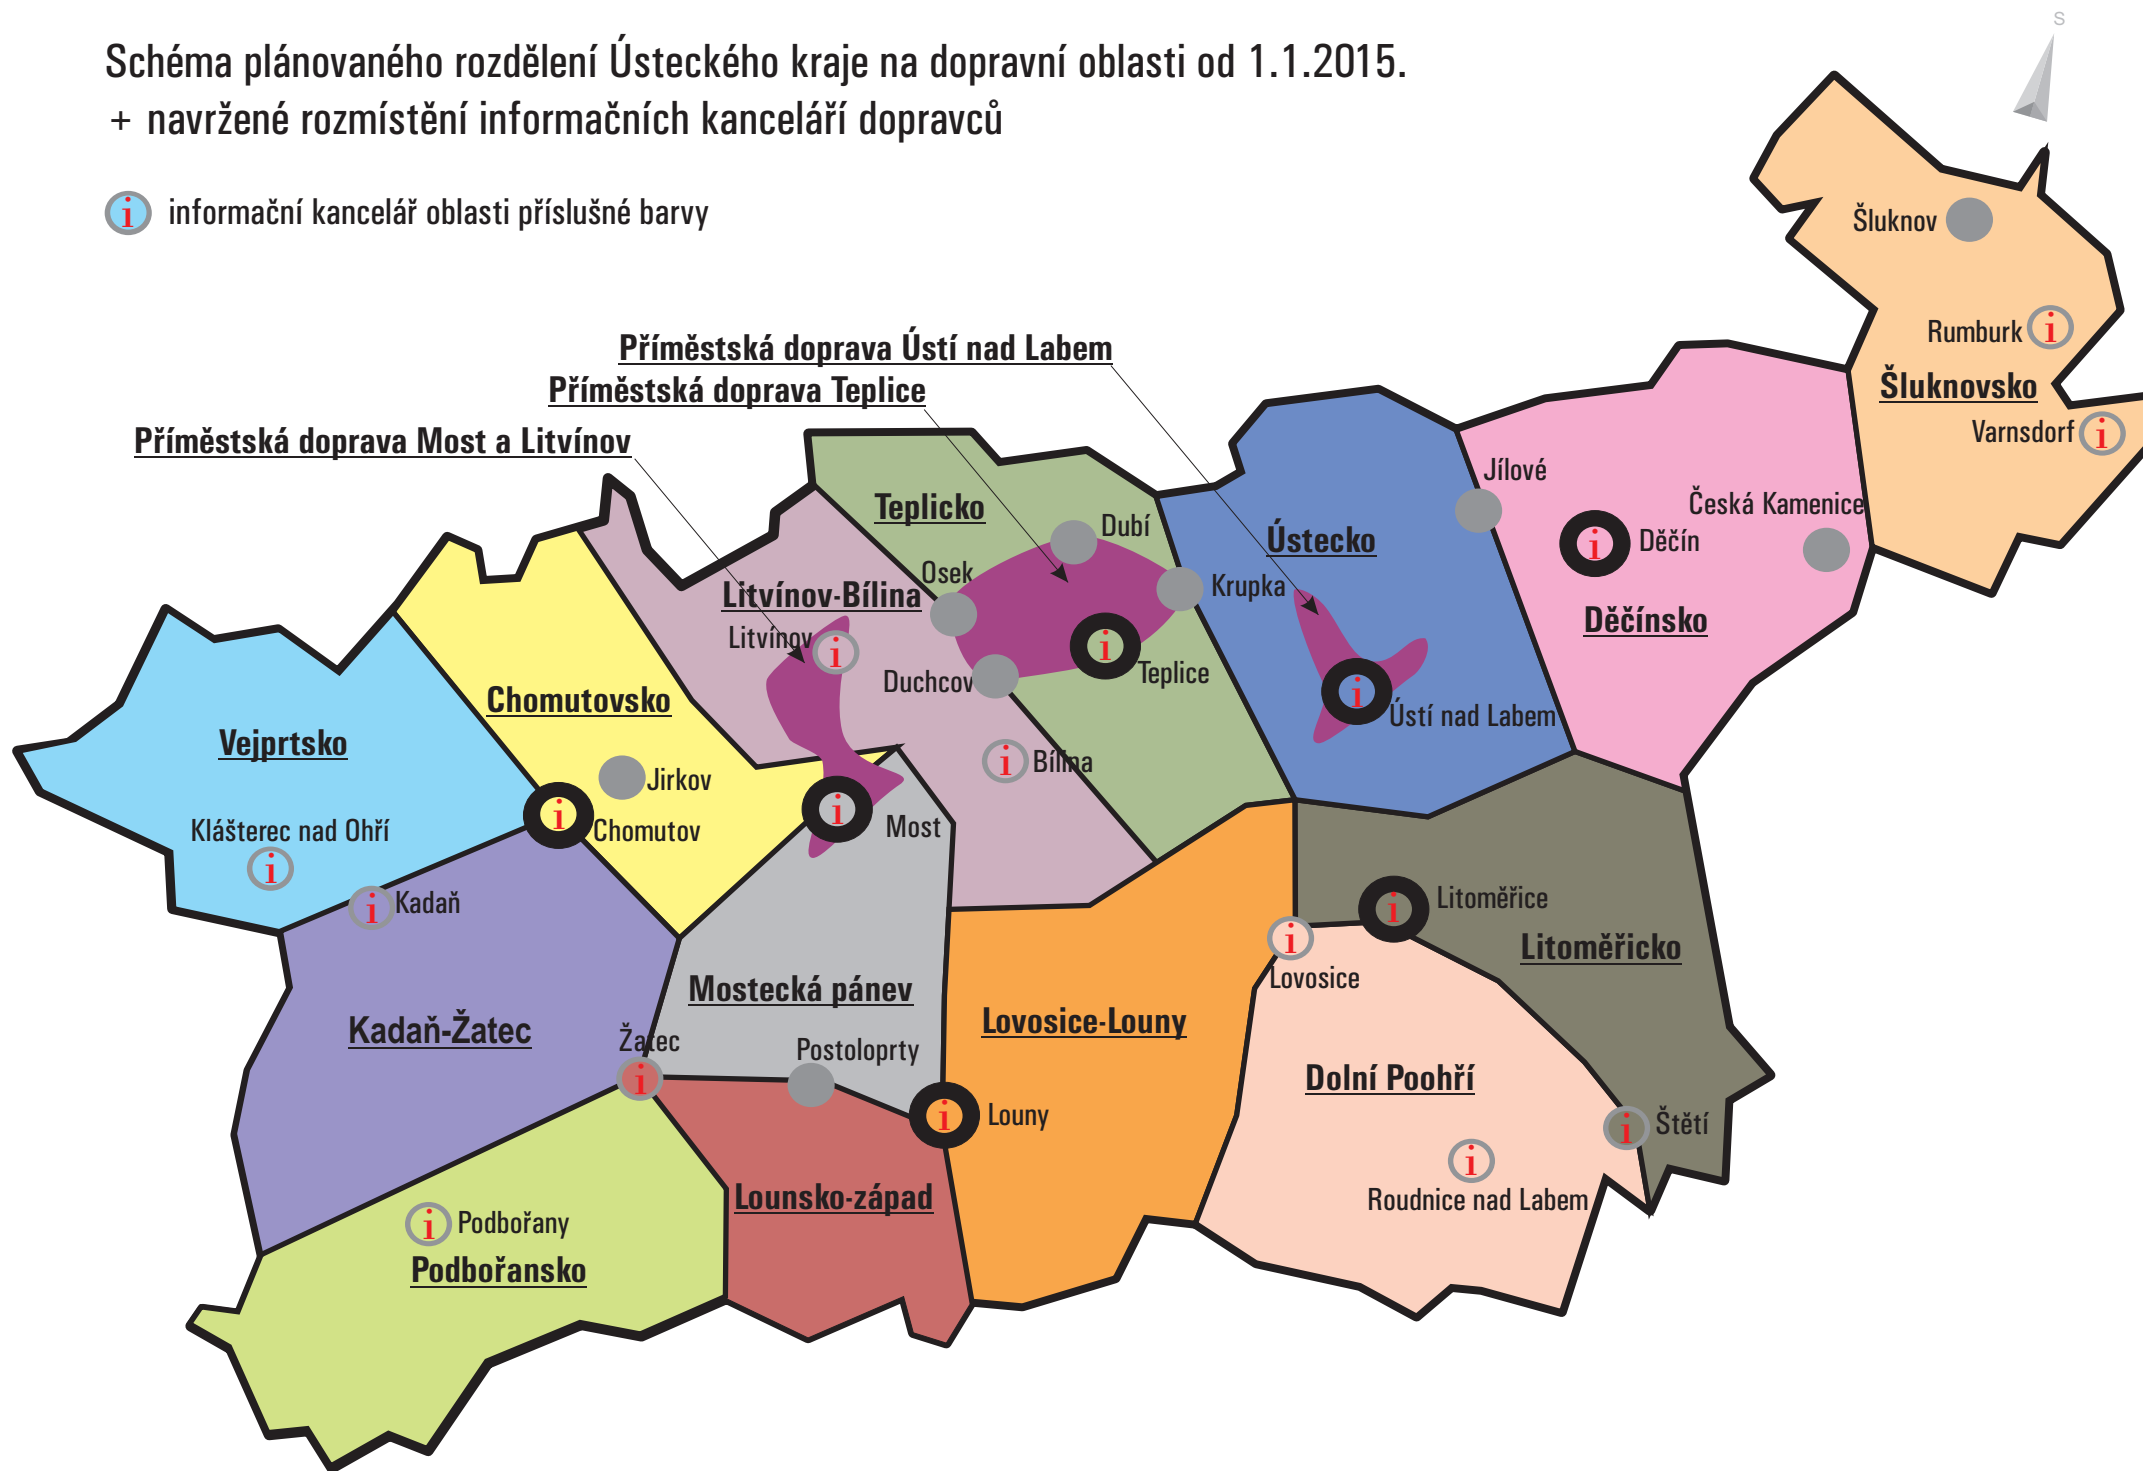 S
Schéma plánovaného rozdělení Ústeckého kraje na dopravní oblasti od 1.1.2015.
+ navržené rozmístění informačních kanceláří dopravců
i informační kancelář oblasti příslušné barvy
Šluknov
Rumburk i
Příměstská doprava Ústí nad Labem
Příměstská doprava Teplice
Šluknovsko
Příměstská doprava Most a Litvínov
Varnsdorf i
Jílové
Teplicko
Česká Kamenice
Dubí
Ústecko
i Děčín
Osek
Krupka
Litvínov-Bílina
Děčínsko
Litvínov i
i
Teplice
Duchcov
i
Ústí nad Labem
Chomutovsko
Vejprtsko
i Bílina
Jirkov
i
Chomutov
i
Most
Klášterec nad Ohří
i
i Kadaň
i
Litoměřice
i
Lovosice
Litoměřicko
Mostecká pánev
Lovosice-Louny
Kadaň-Žatec
Žatec
i
Postoloprty
Dolní Poohří
i Louny
i Štětí
i
Roudnice nad Labem
Lounsko-západ
i Podbořany
Podbořansko